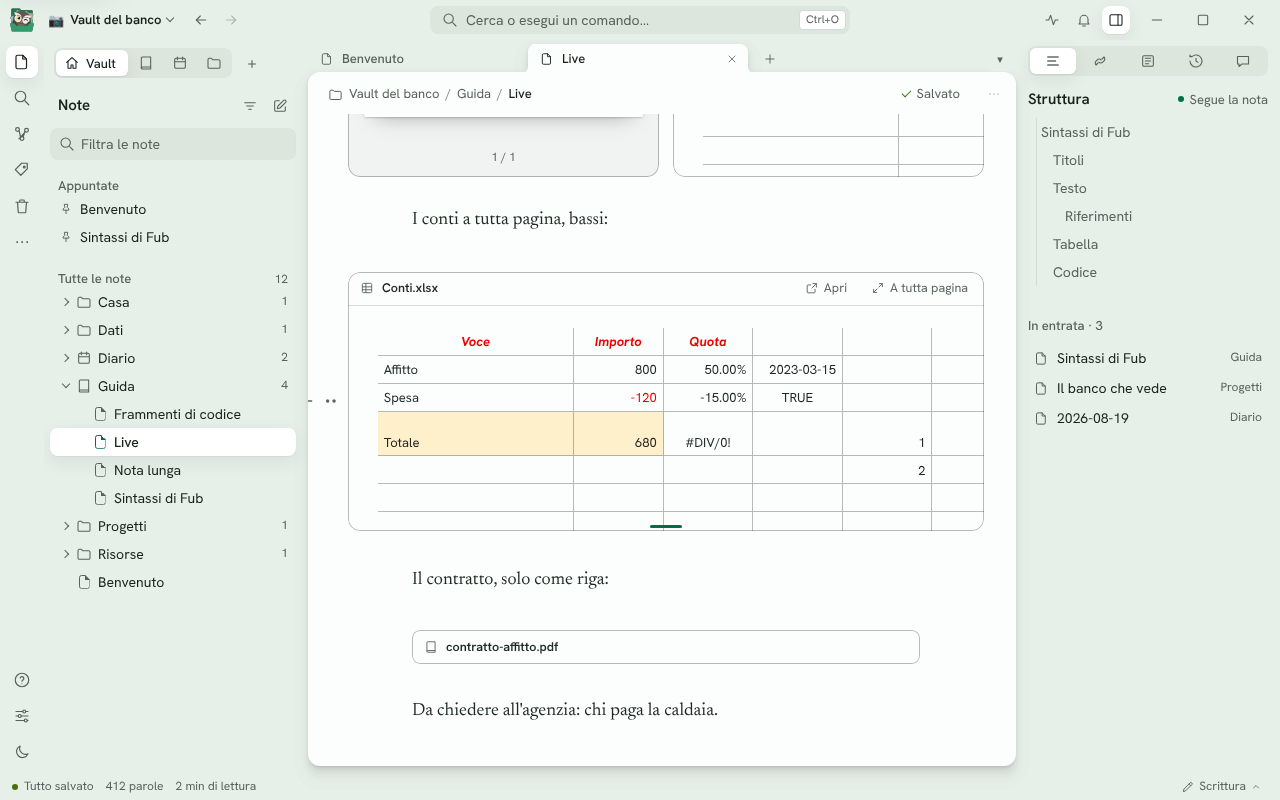 Vault del banco
Cerca o esegui un comando...
Ctrl+O
Vault
Benvenuto
Live
Note
Filtra le note
Appuntate
Benvenuto
Sintassi di Fub
Tutte le note 12
Casa 1
Dati 1
Diario 2
Guida 4
Frammenti di codice
Live
Nota lunga
Sintassi di Fub
Progetti 1
Risorse 1
Benvenuto
Vault del banco / Guida / Live
Salvato
1 / 1
I conti a tutta pagina, bassi:
Conti.xlsx
Apri
A tutta pagina
Voce Importo Quota
Affitto 800 50.00% 2023-03-15
Spesa -120 -15.00% TRUE
Totale 680 #DIV/0! 1
2
Il contratto, solo come riga:
contratto-affitto.pdf
Da chiedere all'agenzia: chi paga la caldaia.
Struttura
Segue la nota
Sintassi di Fub
Titoli
Testo
Riferimenti
Tabella
Codice
In entrata · 3
Sintassi di Fub Guida
Il banco che vede Progetti
2026-08-19 Diario
Tutto salvato 412 parole 2 min di lettura
Scrittura